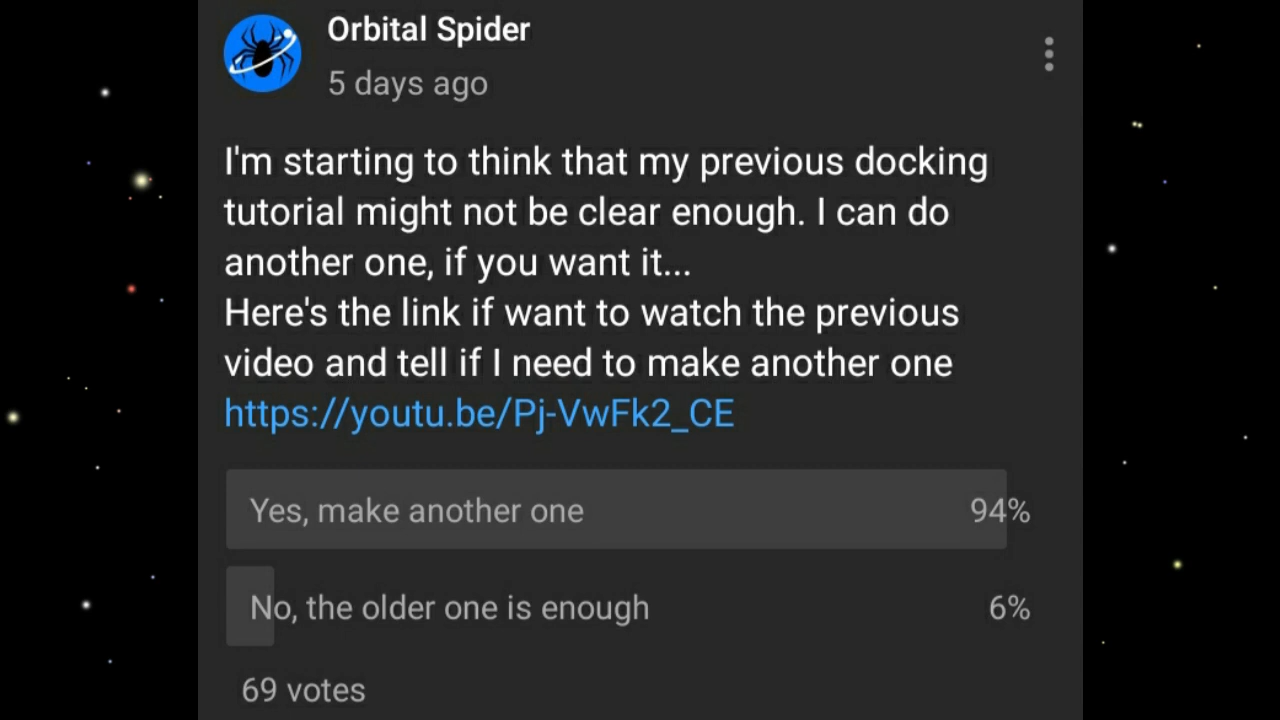 Orbital Spider
5 days ago
I'm starting to think that my previous docking
tutorial might not be clear enough. I can do
another one, if you want it...
Here's the link if want to watch the previous
video and tell if I need to make another one
https://youtu.be/Pj-VwFk2_CE
Yes, make another one 94%
No, the older one is enough 6%
69 votes